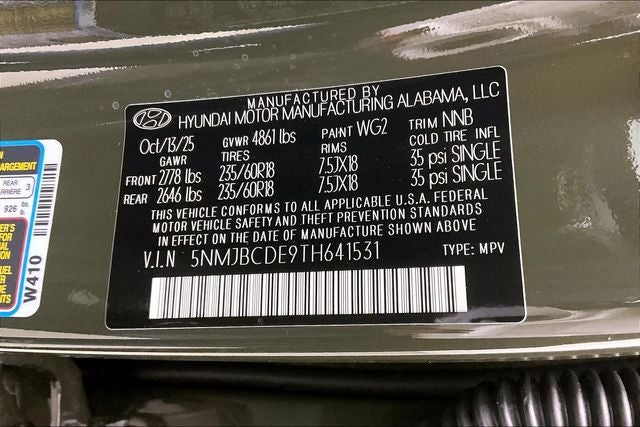 MANUFACTURED BY
HYUNDAI MOTOR MANUFACTURING ALABAMA, LLC
Oct/13/25 GVWR 4861 lbs PAINT WG2 TRIM NNB
GAWR TIRES RIMS COLD TIRE INFL
FRONT 2778 lbs 235/60R18 7.5JX18 35 psi SINGLE
REAR 2646 lbs 235/60R18 7.5JX18 35 psi SINGLE
THIS VEHICLE CONFORMS TO ALL APPLICABLE U.S.A. FEDERAL
MOTOR VEHICLE SAFETY AND THEFT PREVENTION STANDARDS
IN EFFECT ON THE DATE OF MANUFACTURE SHOWN ABOVE
V.I.N 5NMJBCDE9TH641531 TYPE: MPV
REAR
3
926
W410